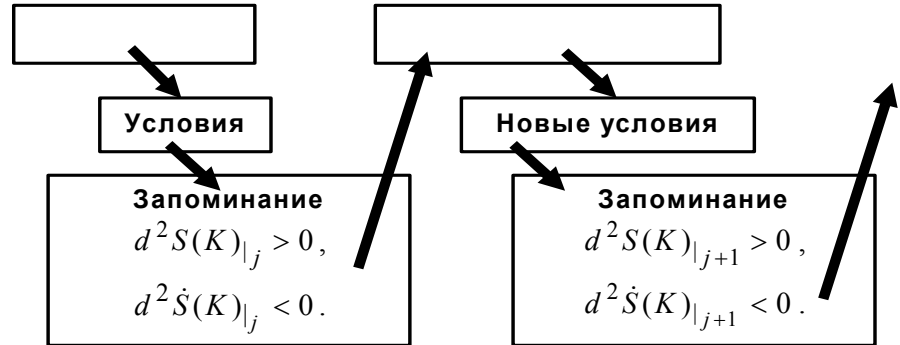 Условия
Новые условия
Запоминание
d²S(K)|ⱼ > 0 ,
d²Ṡ(K)|ⱼ < 0 .
Запоминание
d²S(K)|ⱼ₊₁ > 0 ,
d²Ṡ(K)|ⱼ₊₁ < 0 .